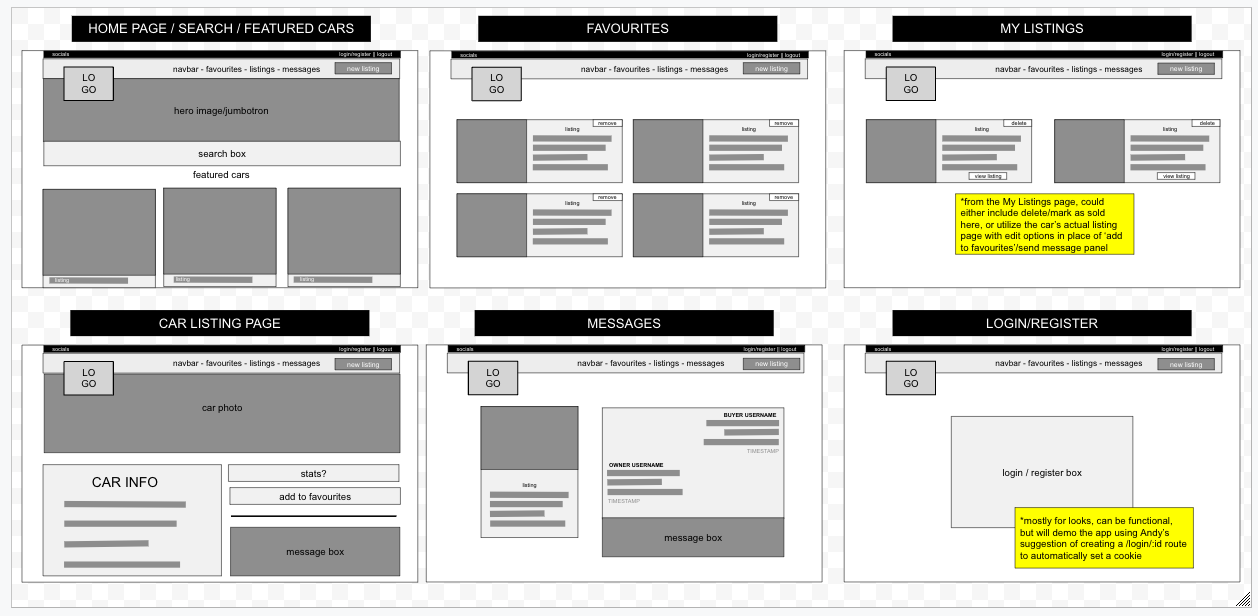 HOME PAGE / SEARCH / FEATURED CARS
socials
login/register || logout
LO
GO
navbar - favourites - listings - messages
new listing
hero image/jumbotron
search box
featured cars
listing
listing
listing
FAVOURITES
socials
login/register || logout
LO
GO
navbar - favourites - listings - messages
new listing
remove
listing
remove
listing
remove
listing
remove
listing
MY LISTINGS
socials
login/register || logout
LO
GO
navbar - favourites - listings - messages
new listing
delete
listing
view listing
delete
listing
view listing
*from the My Listings page, could
either include delete/mark as sold
here, or utilize the car's actual listing
page with edit options in place of 'add
to favourites'/send message panel
CAR LISTING PAGE
socials
login/register || logout
LO
GO
navbar - favourites - listings - messages
new listing
car photo
CAR INFO
stats?
add to favourites
message box
MESSAGES
socials
login/register || logout
LO
GO
navbar - favourites - listings - messages
new listing
listing
BUYER USERNAME
TIMESTAMP
OWNER USERNAME
TIMESTAMP
message box
LOGIN/REGISTER
socials
login/register || logout
LO
GO
navbar - favourites - listings - messages
new listing
login / register box
*mostly for looks, can be functional,
but will demo the app using Andy's
suggestion of creating a /login/:id route
to automatically set a cookie